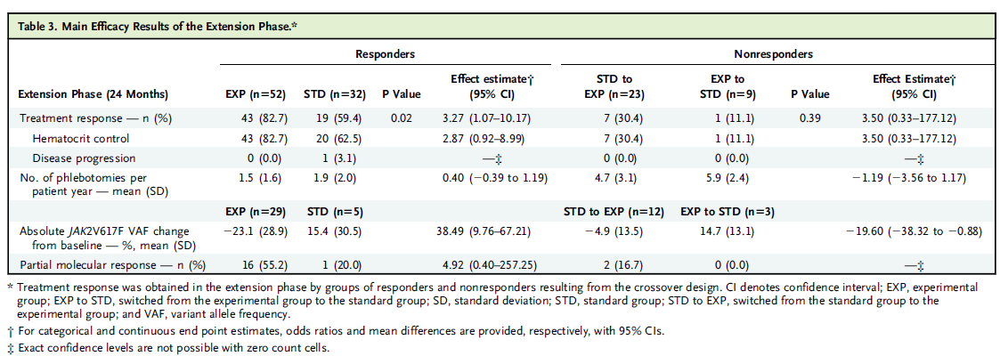 Table 3. Main Efficacy Results of the Extension Phase.*
Responders Nonresponders
Extension Phase (24 Months) EXP (n=52) STD (n=32) P Value Effect estimate† (95% CI) STD to EXP (n=23) EXP to STD (n=9) P Value Effect Estimate† (95% CI)
Treatment response — n (%) 43 (82.7) 19 (59.4) 0.02 3.27 (1.07–10.17) 7 (30.4) 1 (11.1) 0.39 3.50 (0.33–177.12)
Hematocrit control 43 (82.7) 20 (62.5) 2.87 (0.92–8.99) 7 (30.4) 1 (11.1) 3.50 (0.33–177.12)
Disease progression 0 (0.0) 1 (3.1) —‡ 0 (0.0) 0 (0.0) —‡
No. of phlebotomies per patient year — mean (SD) 1.5 (1.6) 1.9 (2.0) 0.40 (−0.39 to 1.19) 4.7 (3.1) 5.9 (2.4) −1.19 (−3.56 to 1.17)
EXP (n=29) STD (n=5) STD to EXP (n=12) EXP to STD (n=3)
Absolute JAK2V617F VAF change from baseline — %, mean (SD) −23.1 (28.9) 15.4 (30.5) 38.49 (9.76–67.21) −4.9 (13.5) 14.7 (13.1) −19.60 (−38.32 to −0.88)
Partial molecular response — n (%) 16 (55.2) 1 (20.0) 4.92 (0.40–257.25) 2 (16.7) 0 (0.0) —‡
* Treatment response was obtained in the extension phase by groups of responders and nonresponders resulting from the crossover design. CI denotes confidence interval; EXP, experimental
group; EXP to STD, switched from the experimental group to the standard group; SD, standard deviation; STD, standard group; STD to EXP, switched from the standard group to the
experimental group; and VAF, variant allele frequency.
† For categorical and continuous end point estimates, odds ratios and mean differences are provided, respectively, with 95% CIs.
‡ Exact confidence levels are not possible with zero count cells.